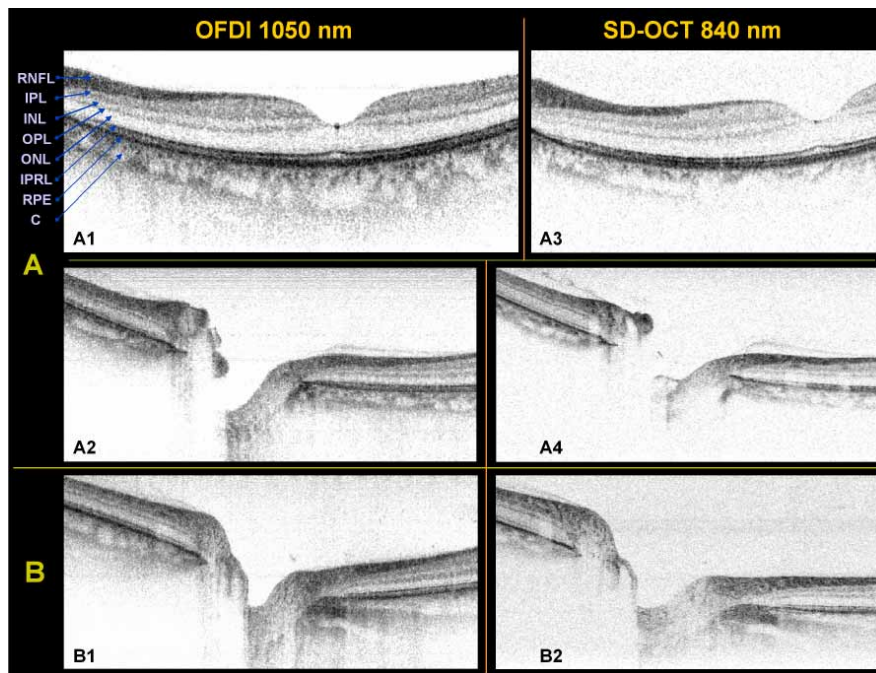 OFDI 1050 nm
SD-OCT 840 nm
RNFL
IPL
INL
OPL
ONL
IPRL
RPE
C
A1
A3
A
A2
A4
B
B1
B2